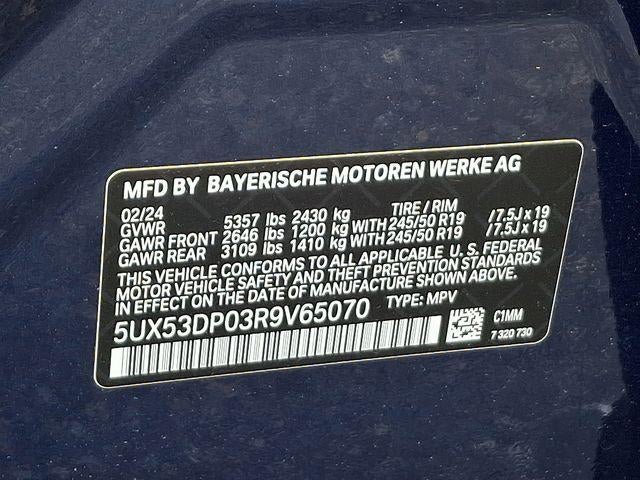 MFD BY BAYERISCHE MOTOREN WERKE AG
02/24 TIRE / RIM
GVWR 5357 lbs 2430 kg
GAWR FRONT 2646 lbs 1200 kg WITH 245/50 R19 /7.5J x 19
GAWR REAR 3109 lbs 1410 kg WITH 245/50 R19 /7.5J x 19
THIS VEHICLE CONFORMS TO ALL APPLICABLE U. S. FEDERAL
MOTOR VEHICLE SAFETY AND THEFT PREVENTION STANDARDS
IN EFFECT ON THE DATE OF MANUFACTURE SHOWN ABOVE.
5UX53DP03R9V65070 TYPE: MPV
C1MM
7 320 730